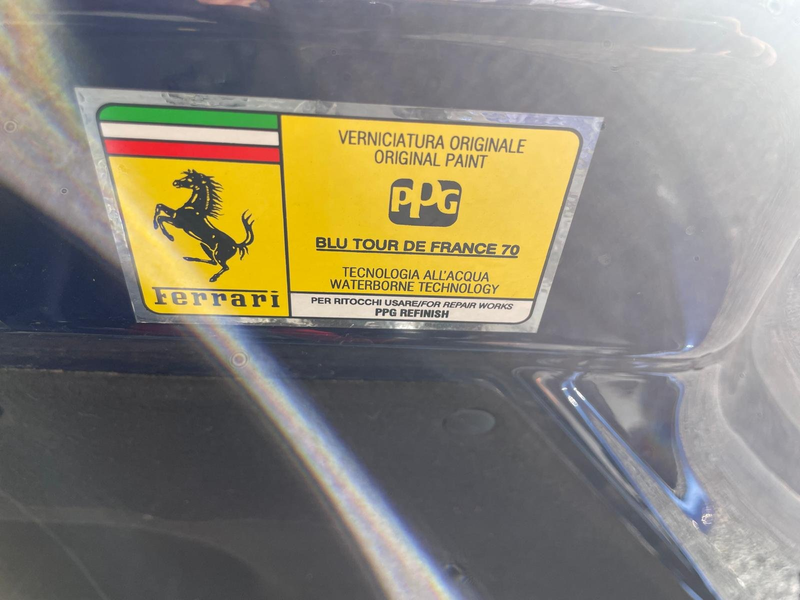 VERNICIATURA ORIGINALE
ORIGINAL PAINT
PPG
BLU TOUR DE FRANCE 70
TECNOLOGIA ALL'ACQUA
WATERBORNE TECHNOLOGY
Ferrari
PER RITOCCHI USARE/FOR REPAIR WORKS
PPG REFINISH